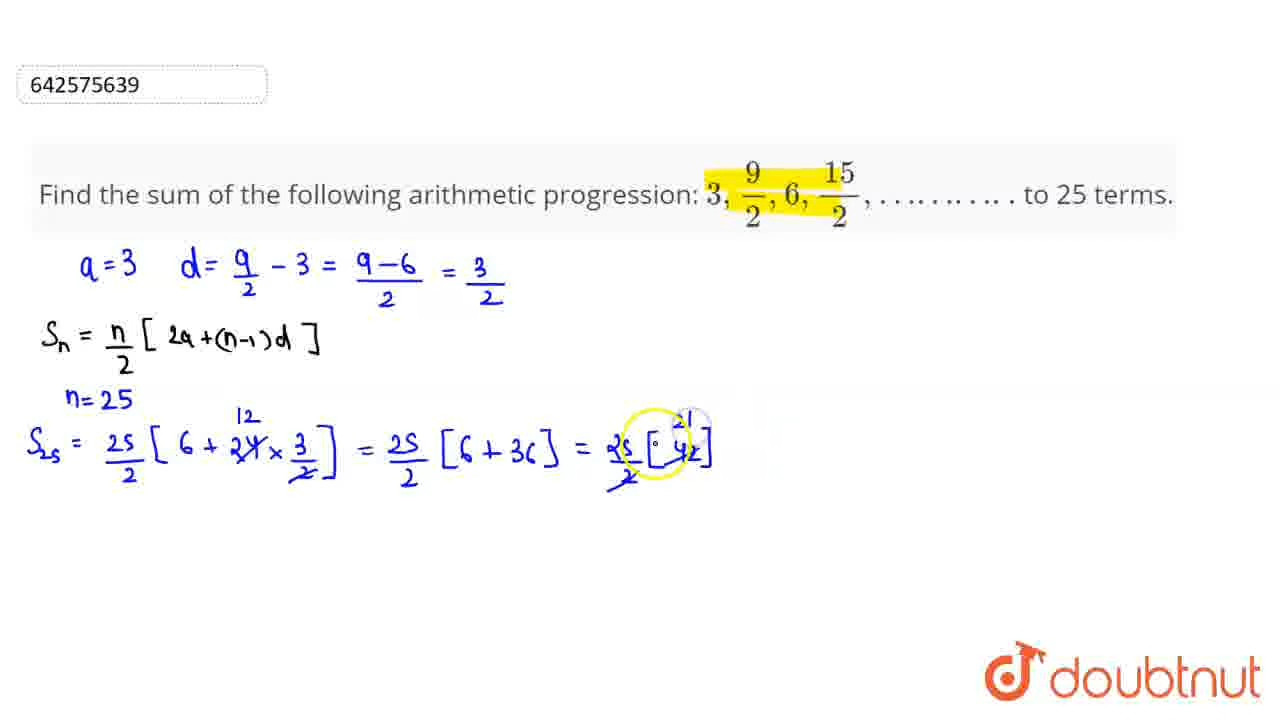 642575639
Find the sum of the following arithmetic progression: 3, 9/2, 6, 15/2, ............ to 25 terms.
a = 3 d = 9/2 - 3 = 9-6/2 = 3/2
Sn = n/2 [ 2a + (n-1)d ]
n = 25
S25 = 25/2 [ 6 + 24 12 × 3/2 ] = 25/2 [ 6 + 36 ] = 25/2 [ 42 21 ]
doubtnut